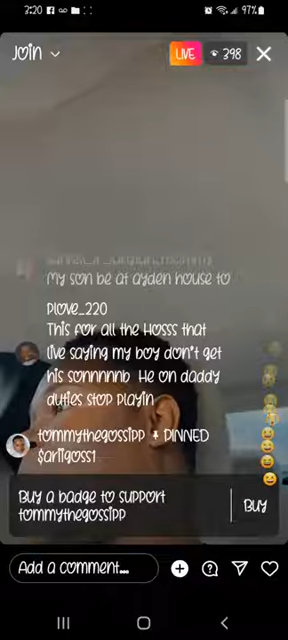 3:20
97%
Join
LIVE
398
My son be at ayden house to
plove_220
This for all the Hosss that
live saying my boy don't get
his sonnnnnb He on daddy
duties stop playin
tommythegossipp PINNED
$ariigoss1
Buy a badge to support
tommythegossipp
BUY
Add a comment...